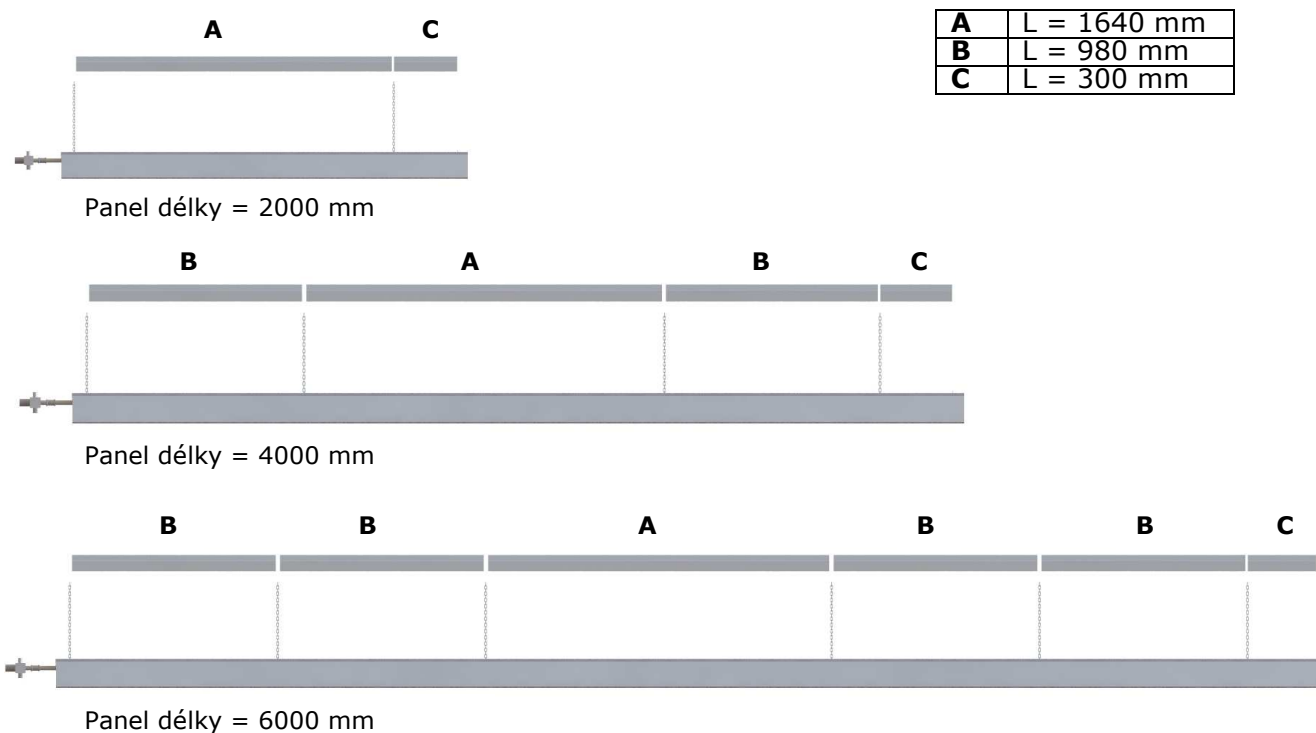 A C
A L = 1640 mm
B L = 980 mm
C L = 300 mm
Panel délky = 2000 mm
B A B C
Panel délky = 4000 mm
B B A B B C
Panel délky = 6000 mm